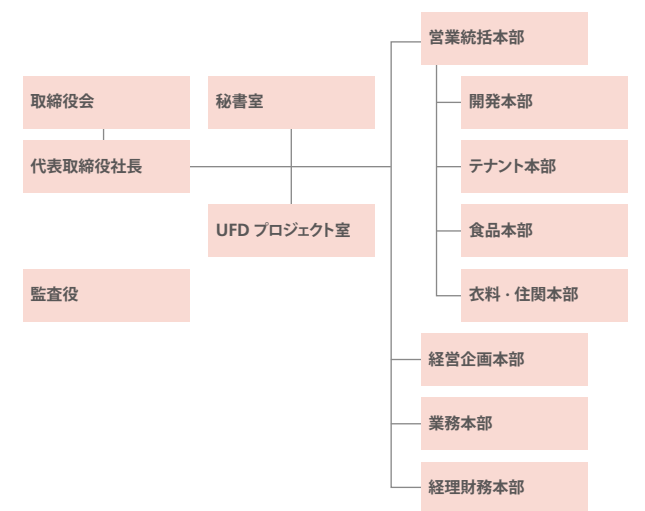 取締役会
代表取締役社長
監査役
秘書室
UFD プロジェクト室
営業統括本部
開発本部
テナント本部
食品本部
衣料・住関本部
経営企画本部
業務本部
経理財務本部